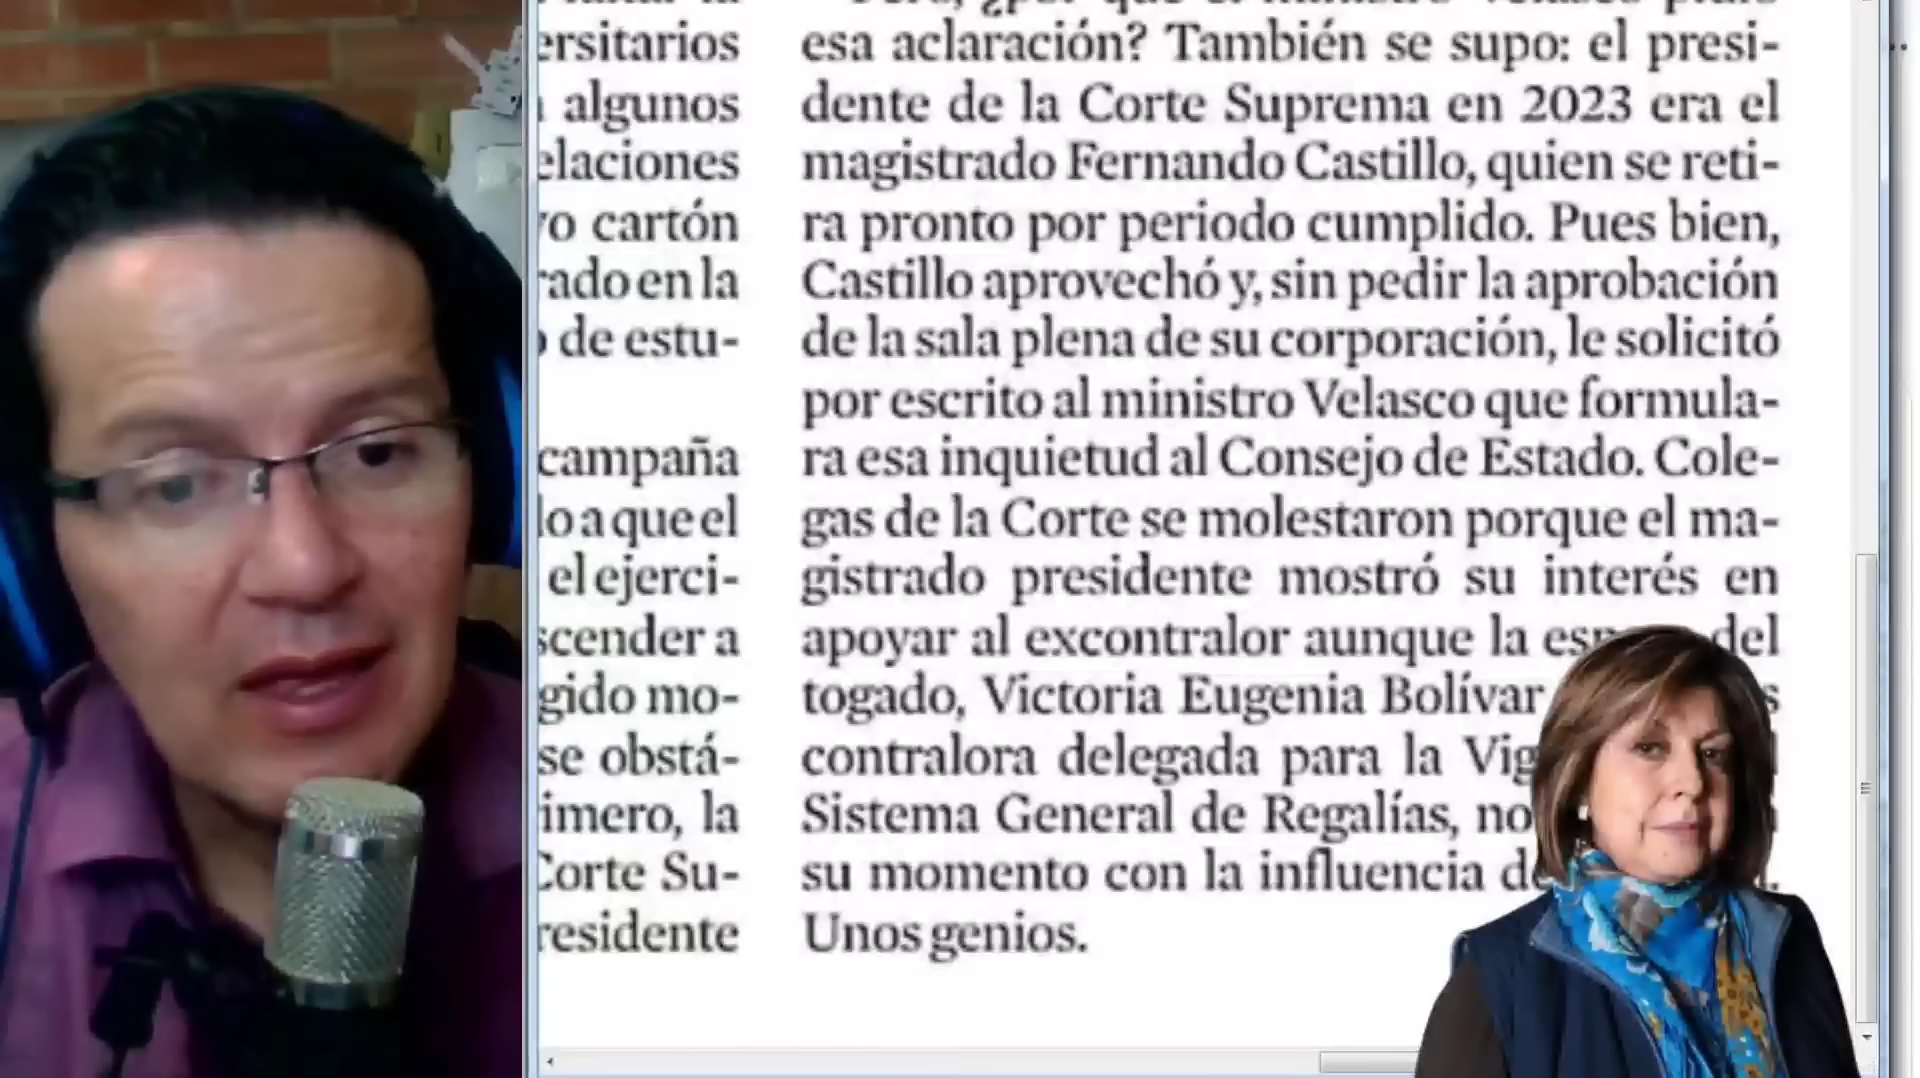 ersitarios
algunos
elaciones
o cartón
rado en la
de estu-
campaña
lo a que el
el ejerci-
scender a
gido mo-
se obstá-
imero, la
Corte Su-
residente
esa aclaración? También se supo: el presi-
dente de la Corte Suprema en 2023 era el
magistrado Fernando Castillo, quien se reti-
ra pronto por periodo cumplido. Pues bien,
Castillo aprovechó y, sin pedir la aprobación
de la sala plena de su corporación, le solicitó
por escrito al ministro Velasco que formula-
ra esa inquietud al Consejo de Estado. Cole-
gas de la Corte se molestaron porque el ma-
gistrado presidente mostró su interés en
apoyar al excontralor aunque la del
togado, Victoria Eugenia Bolívar
contralora delegada para la Vig
Sistema General de Regalías, no
su momento con la influencia d
Unos genios.